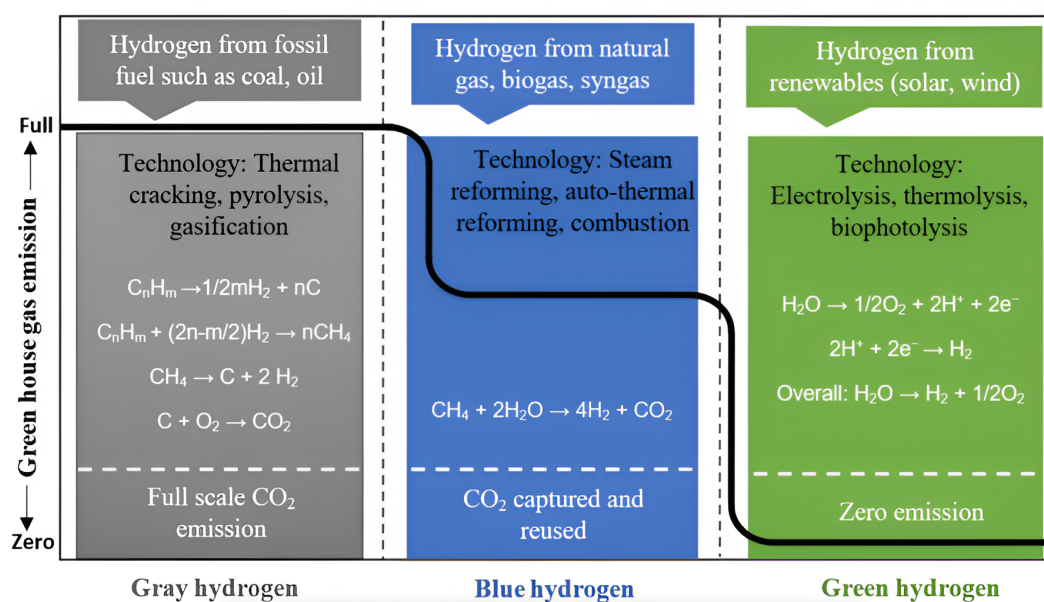 Hydrogen from fossil
fuel such as coal, oil
Hydrogen from natural
gas, biogas, syngas
Hydrogen from
renewables (solar, wind)
Full
Green house gas emission
Zero
Technology: Thermal
cracking, pyrolysis,
gasification
CₙHₘ →1/2mH₂ + nC
CₙHₘ + (2n-m/2)H₂ → nCH₄
CH₄ → C + 2 H₂
C + O₂ → CO₂
Full scale CO₂
emission
Technology: Steam
reforming, auto-thermal
reforming, combustion
CH₄ + 2H₂O → 4H₂ + CO₂
CO₂ captured and
reused
Technology:
Electrolysis, thermolysis,
biophotolysis
H₂O → 1/2O₂ + 2H⁺ + 2e⁻
2H⁺ + 2e⁻ → H₂
Overall: H₂O → H₂ + 1/2O₂
Zero emission
Gray hydrogen
Blue hydrogen
Green hydrogen